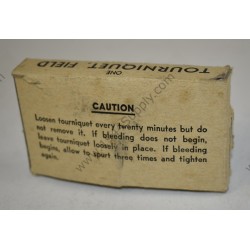 ONE
TOURNIQUET FIELD
CAUTION
Loosen tourniquet every twenty minutes but do
not remove it. If bleeding does not begin,
leave tourniquet loosely in place. If bleeding
begins, allow to spurt three times and tighten
again.